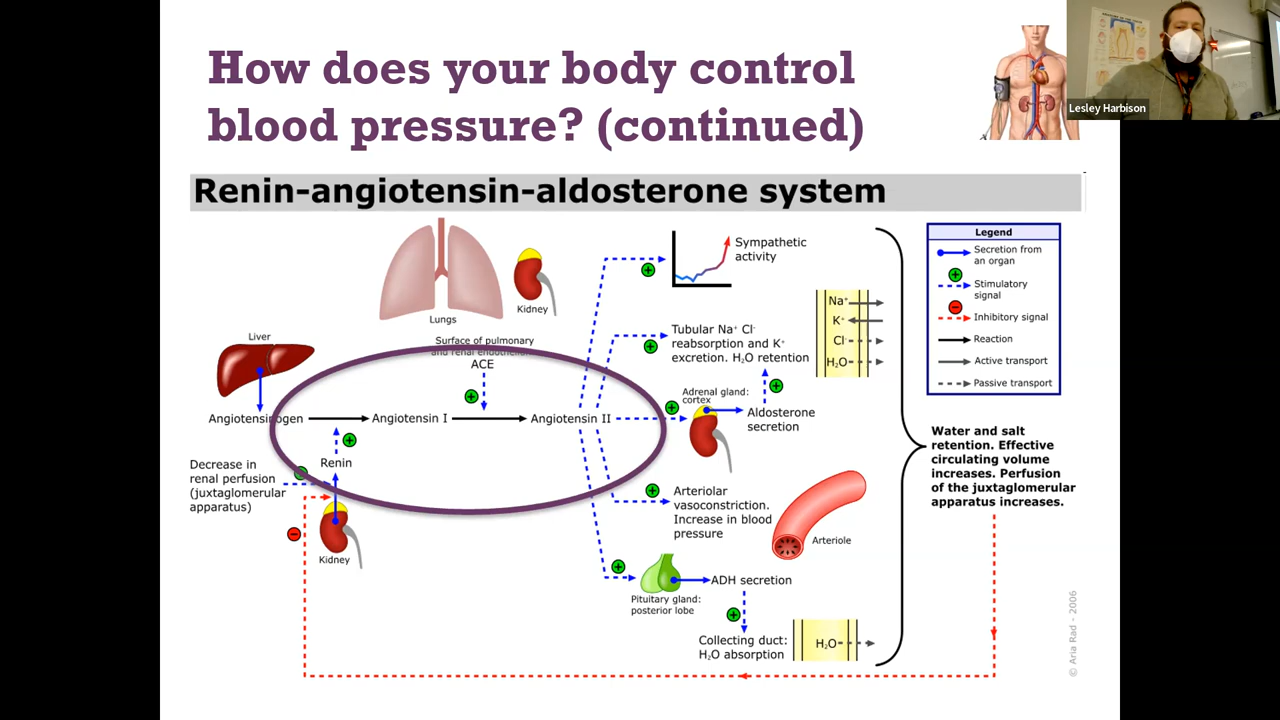 How does your body control
blood pressure? (continued)
Lesley Harbison
Renin-angiotensin-aldosterone system
Lungs
Kidney
Liver
Surface of pulmonary
and renal endothelium:
ACE
Angiotensinogen
Angiotensin I
Angiotensin II
Renin
Decrease in
renal perfusion
(juxtaglomerular
apparatus)
Kidney
Sympathetic
activity
Tubular Na⁺ Cl⁻
reabsorption and K⁺
excretion. H₂O retention
Adrenal gland:
cortex
Aldosterone
secretion
Arteriolar
vasoconstriction.
Increase in blood
pressure
Arteriole
Pituitary gland:
posterior lobe
ADH secretion
Collecting duct:
H₂O absorption
H₂O
Na⁺
K⁺
Cl⁻
H₂O
Legend
Secretion from
an organ
Stimulatory
signal
Inhibitory signal
Reaction
Active transport
Passive transport
Water and salt
retention. Effective
circulating volume
increases. Perfusion
of the juxtaglomerular
apparatus increases.
© Aria Rad - 2006